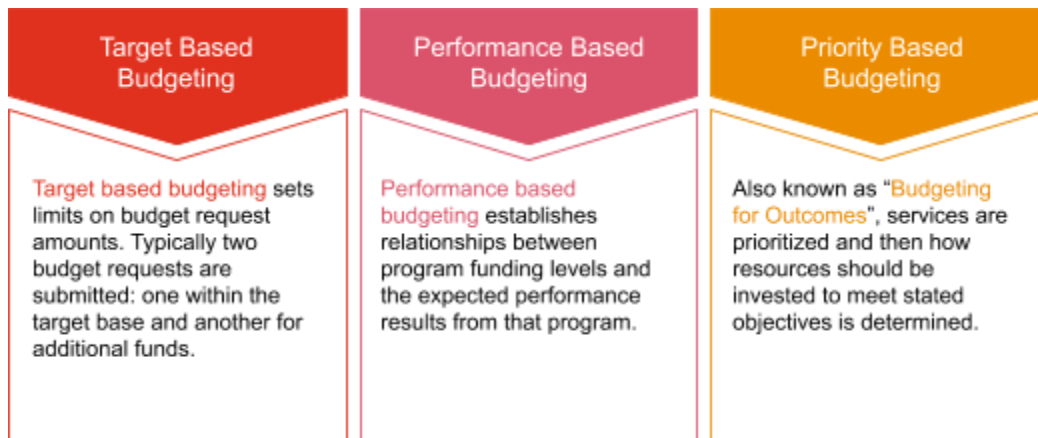 Target Based
Budgeting
Target based budgeting sets
limits on budget request
amounts. Typically two
budget requests are
submitted: one within the
target base and another for
additional funds.
Performance Based
Budgeting
Performance based
budgeting establishes
relationships between
program funding levels and
the expected performance
results from that program.
Priority Based
Budgeting
Also known as “Budgeting
for Outcomes”, services are
prioritized and then how
resources should be
invested to meet stated
objectives is determined.